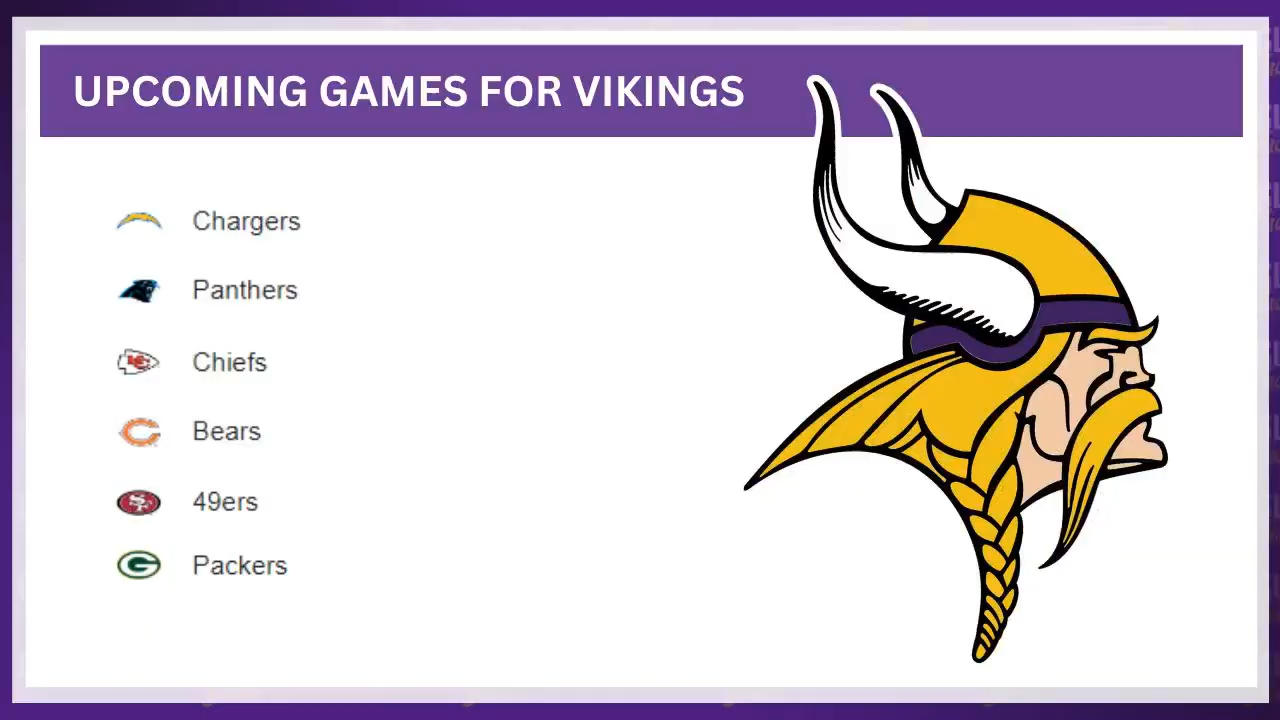 UPCOMING GAMES FOR VIKINGS
Chargers
Panthers
Chiefs
Bears
49ers
Packers